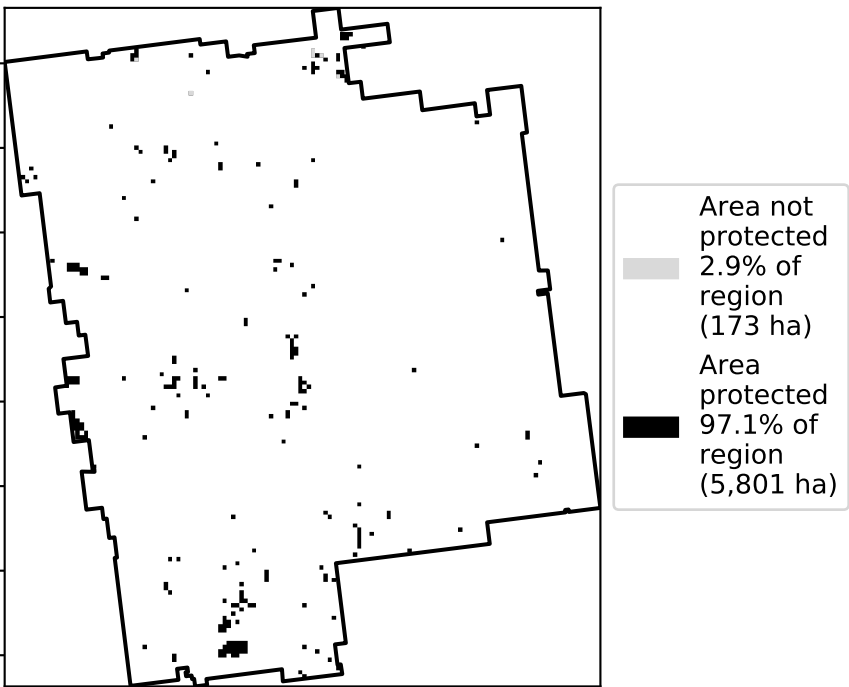 Area not
protected
2.9% of
region
(173 ha)
Area
protected
97.1% of
region
(5,801 ha)